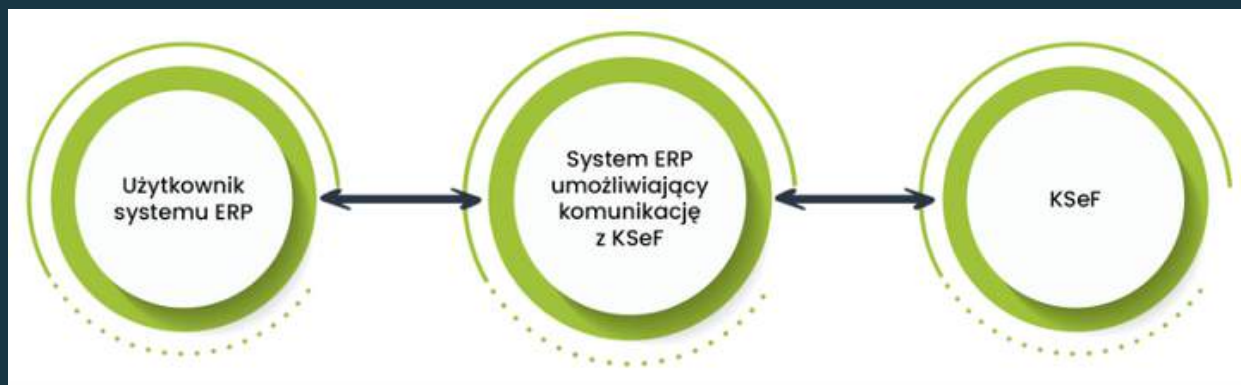 Użytkownik
systemu ERP
System ERP
umożliwiający
komunikację
z KSeF
KSeF